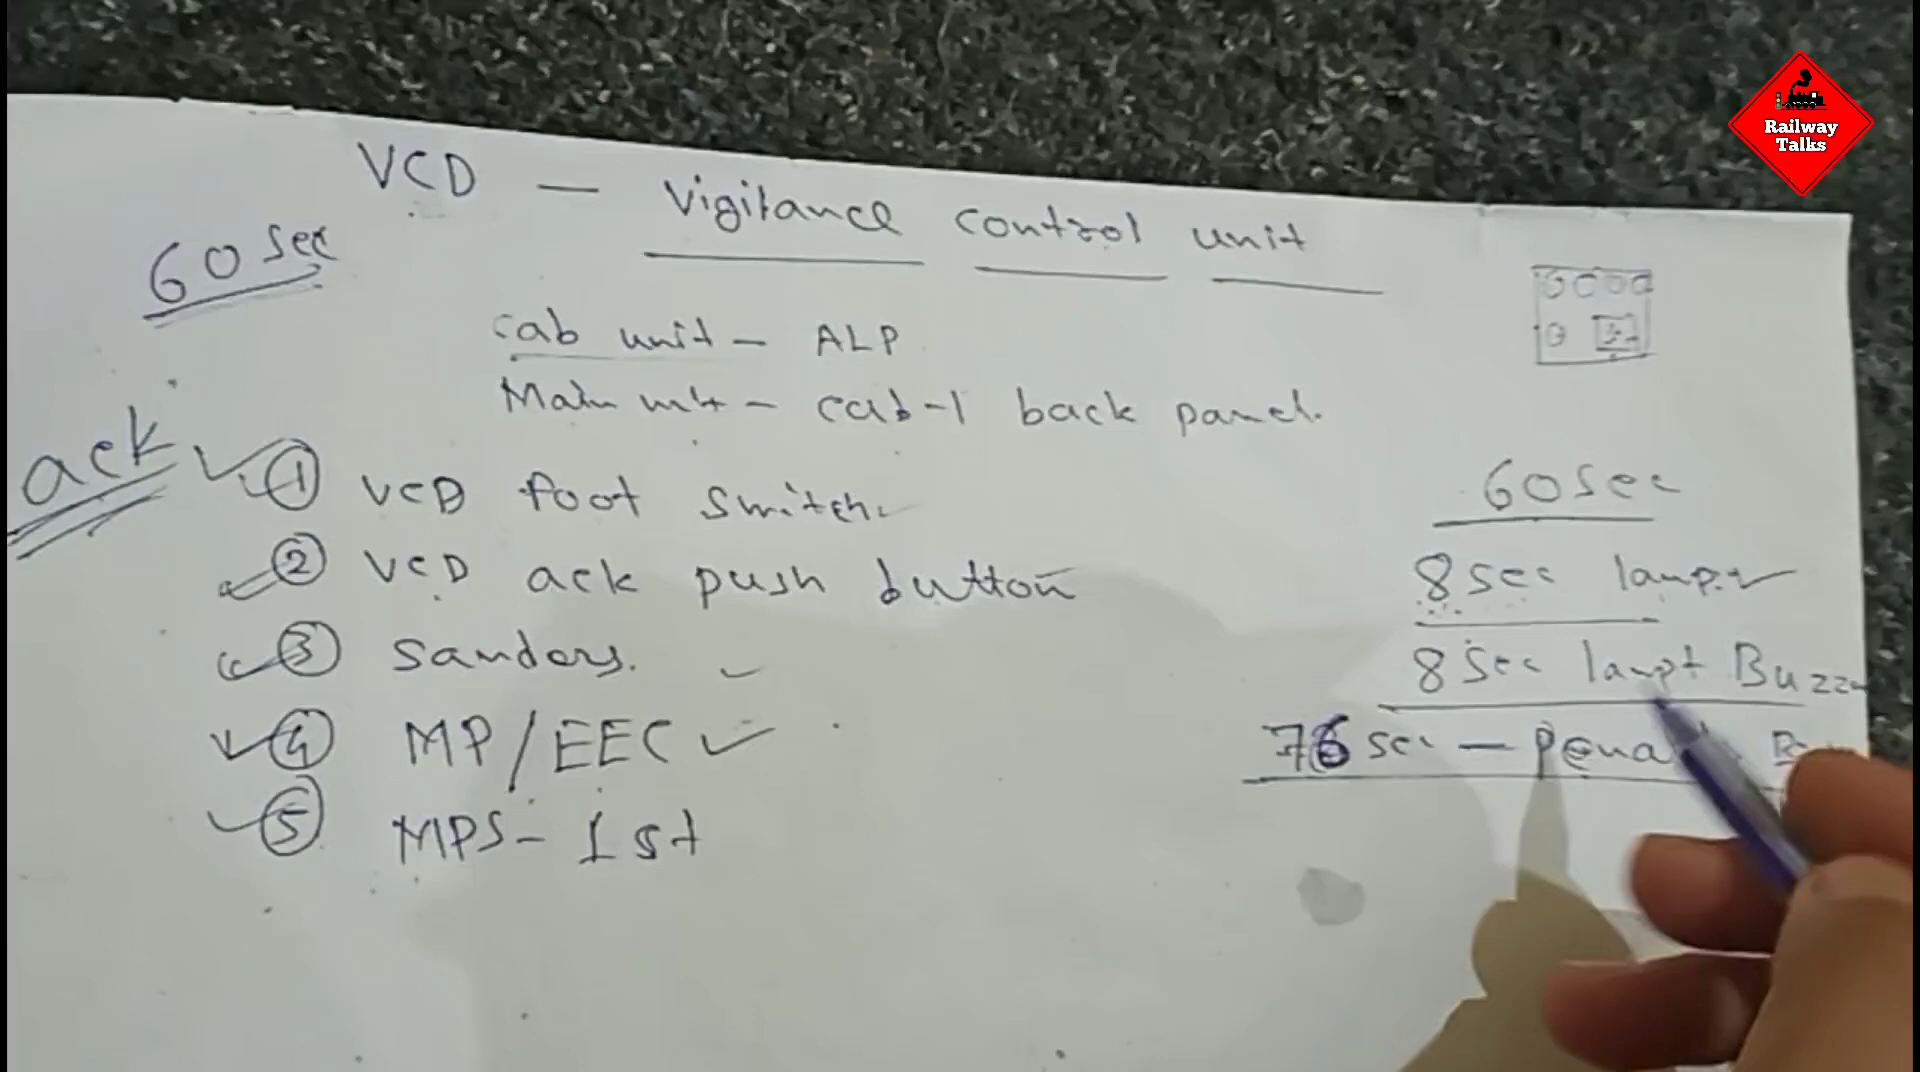 Railway
Talks
VCD — Vigilance control unit
60 sec
cab unit - ALP
Main unit - cab-1 back panel.
ack
① VCD foot switch
② VCD ack push button
③ Sanders.
④ MP/EEC
⑤ MPS - 1st
60 sec
8 sec lamp
8 sec lamp+ Buzz
76 sec —